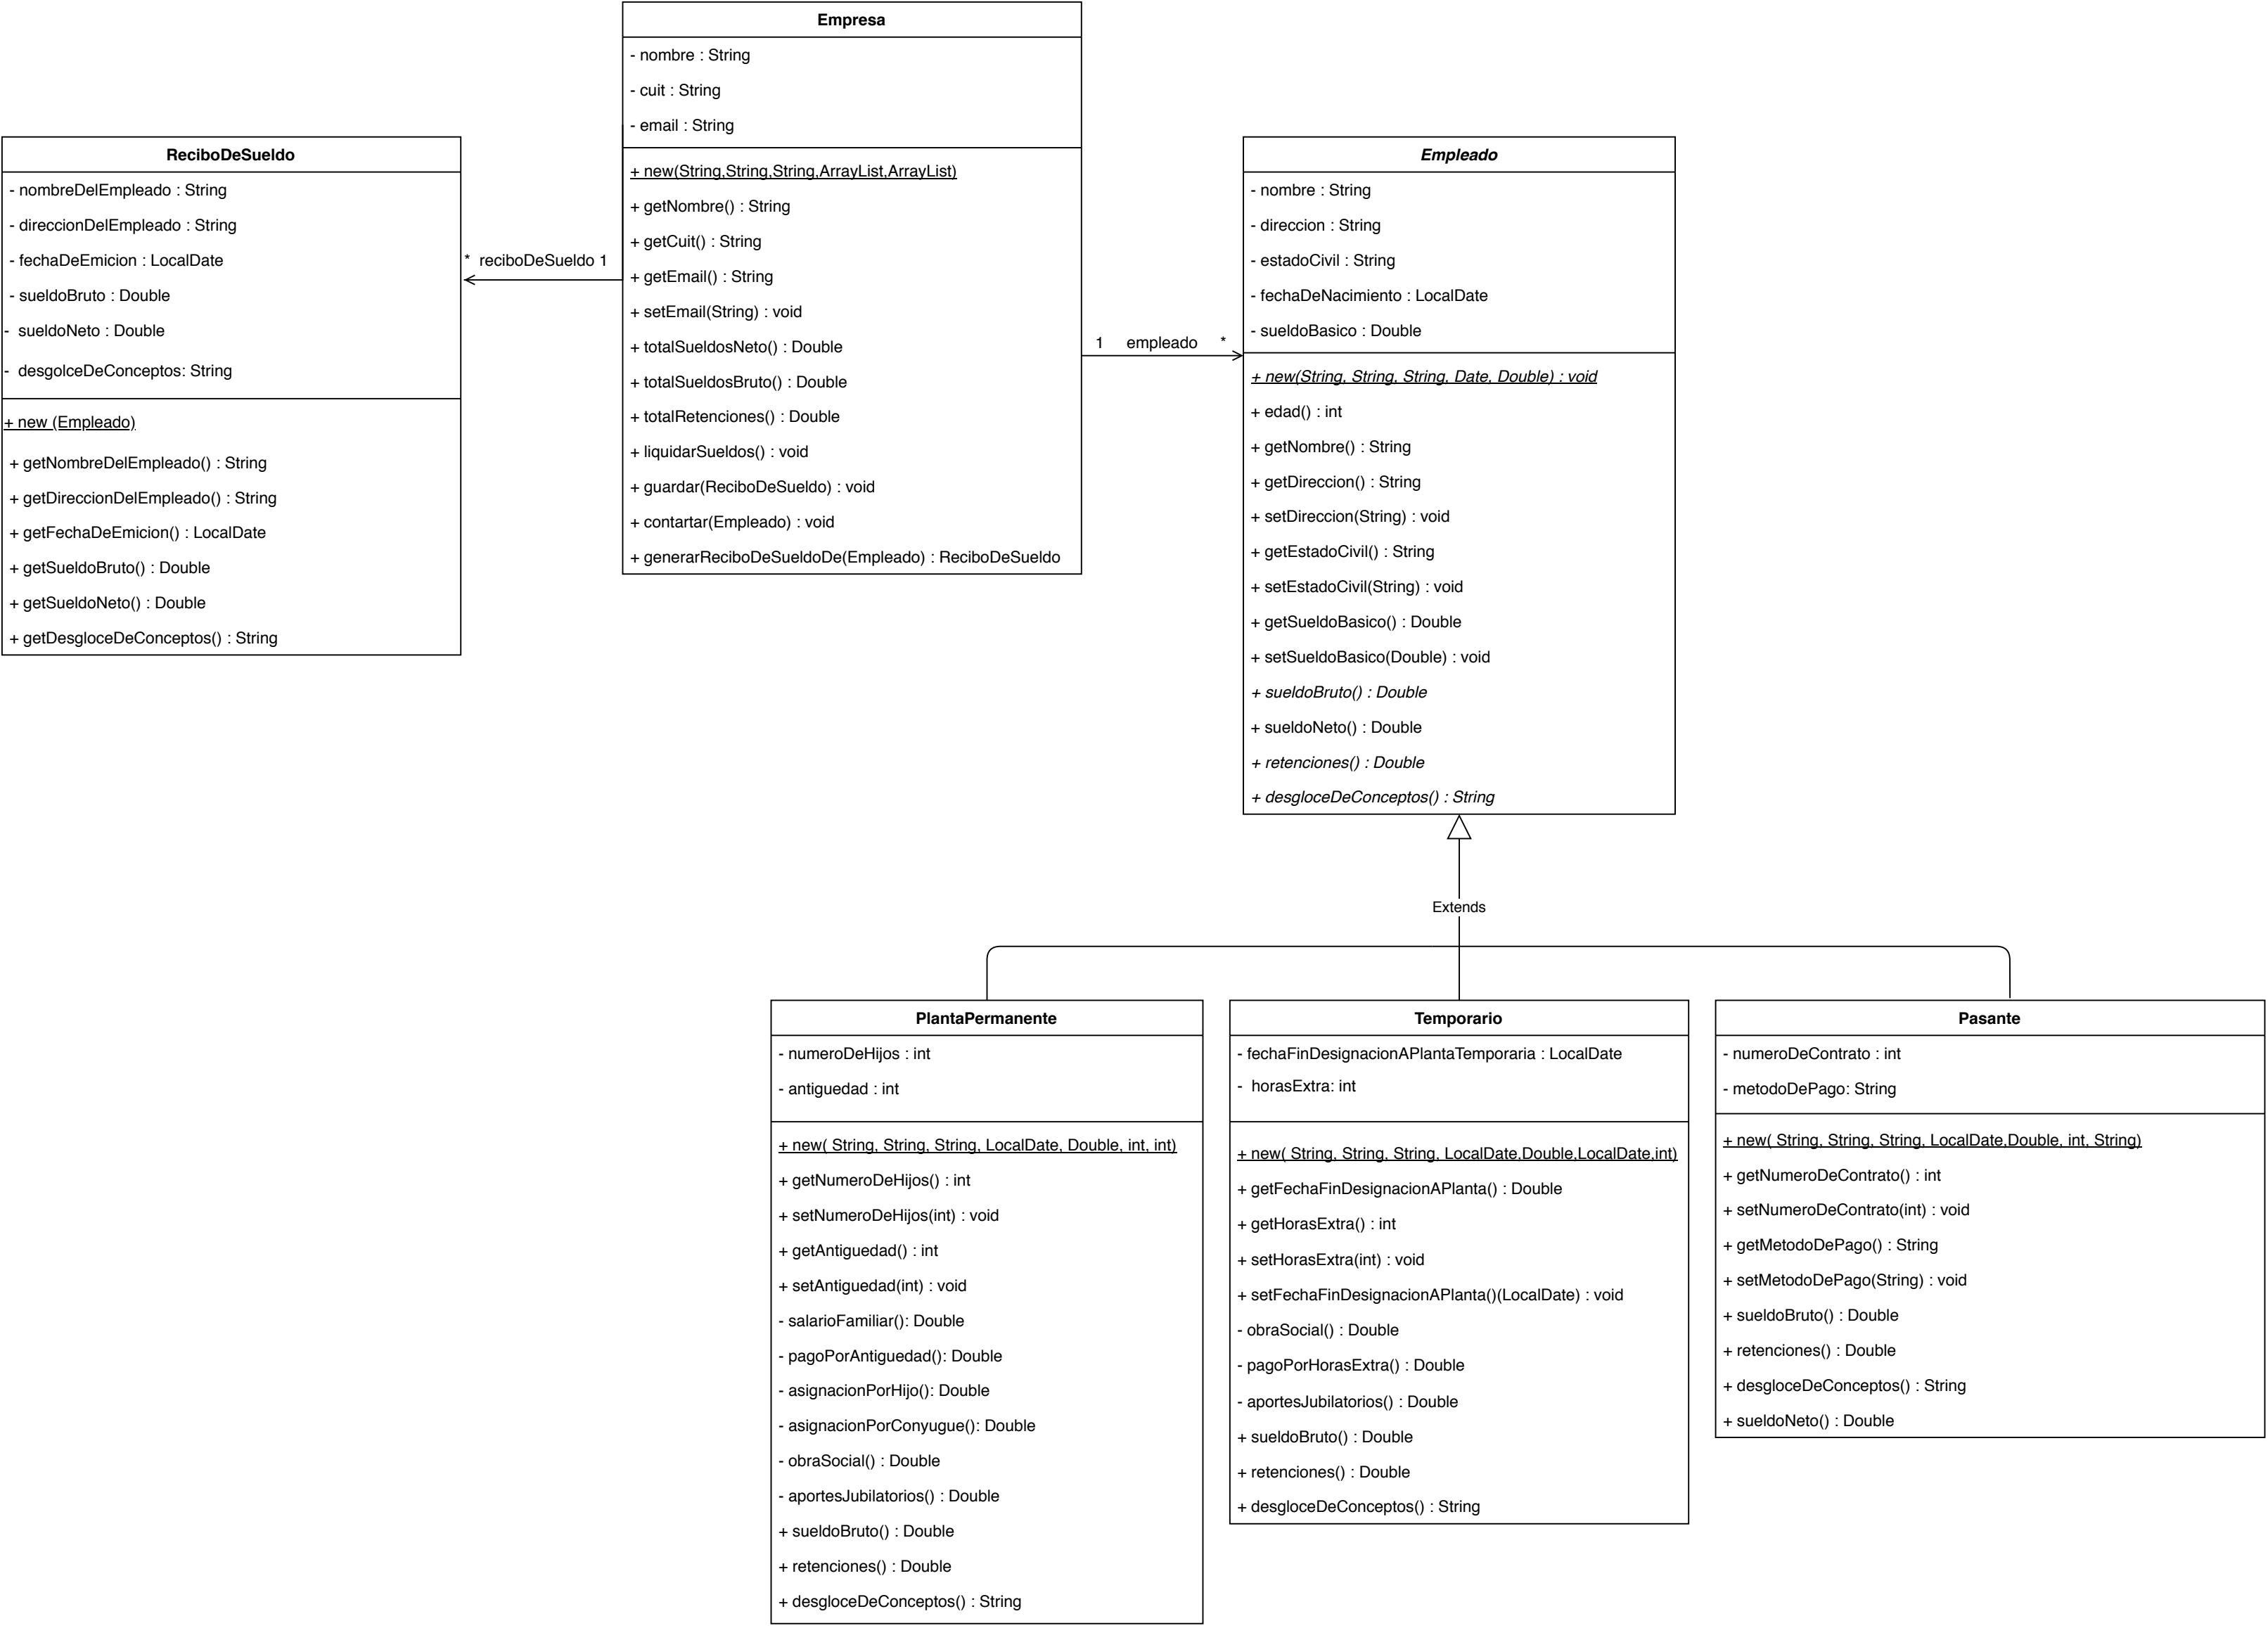 Empresa
- nombre : String
- cuit : String
- email : String
+ new(String,String,String,ArrayList,ArrayList)
+ getNombre() : String
+ getCuit() : String
+ getEmail() : String
+ setEmail(String) : void
+ totalSueldosNeto() : Double
+ totalSueldosBruto() : Double
+ totalRetenciones() : Double
+ liquidarSueldos() : void
+ guardar(ReciboDeSueldo) : void
+ contartar(Empleado) : void
+ generarReciboDeSueldoDe(Empleado) : ReciboDeSueldo
ReciboDeSueldo
- nombreDelEmpleado : String
- direccionDelEmpleado : String
- fechaDeEmicion : LocalDate
- sueldoBruto : Double
- sueldoNeto : Double
- desgolceDeConceptos: String
+ new (Empleado)
+ getNombreDelEmpleado() : String
+ getDireccionDelEmpleado() : String
+ getFechaDeEmicion() : LocalDate
+ getSueldoBruto() : Double
+ getSueldoNeto() : Double
+ getDesgloceDeConceptos() : String
* reciboDeSueldo 1
1 empleado *
Empleado
- nombre : String
- direccion : String
- estadoCivil : String
- fechaDeNacimiento : LocalDate
- sueldoBasico : Double
+ new(String, String, String, Date, Double) : void
+ edad() : int
+ getNombre() : String
+ getDireccion() : String
+ setDireccion(String) : void
+ getEstadoCivil() : String
+ setEstadoCivil(String) : void
+ getSueldoBasico() : Double
+ setSueldoBasico(Double) : void
+ sueldoBruto() : Double
+ sueldoNeto() : Double
+ retenciones() : Double
+ desgloceDeConceptos() : String
Extends
PlantaPermanente
- numeroDeHijos : int
- antiguedad : int
+ new( String, String, String, LocalDate, Double, int, int)
+ getNumeroDeHijos() : int
+ setNumeroDeHijos(int) : void
+ getAntiguedad() : int
+ setAntiguedad(int) : void
- salarioFamiliar(): Double
- pagoPorAntiguedad(): Double
- asignacionPorHijo(): Double
- asignacionPorConyugue(): Double
- obraSocial() : Double
- aportesJubilatorios() : Double
+ sueldoBruto() : Double
+ retenciones() : Double
+ desgloceDeConceptos() : String
Temporario
- fechaFinDesignacionAPlantaTemporaria : LocalDate
- horasExtra: int
+ new( String, String, String, LocalDate,Double,LocalDate,int)
+ getFechaFinDesignacionAPlanta() : Double
+ getHorasExtra() : int
+ setHorasExtra(int) : void
+ setFechaFinDesignacionAPlanta()(LocalDate) : void
- obraSocial() : Double
- pagoPorHorasExtra() : Double
- aportesJubilatorios() : Double
+ sueldoBruto() : Double
+ retenciones() : Double
+ desgloceDeConceptos() : String
Pasante
- numeroDeContrato : int
- metodoDePago: String
+ new( String, String, String, LocalDate,Double, int, String)
+ getNumeroDeContrato() : int
+ setNumeroDeContrato(int) : void
+ getMetodoDePago() : String
+ setMetodoDePago(String) : void
+ sueldoBruto() : Double
+ retenciones() : Double
+ desgloceDeConceptos() : String
+ sueldoNeto() : Double